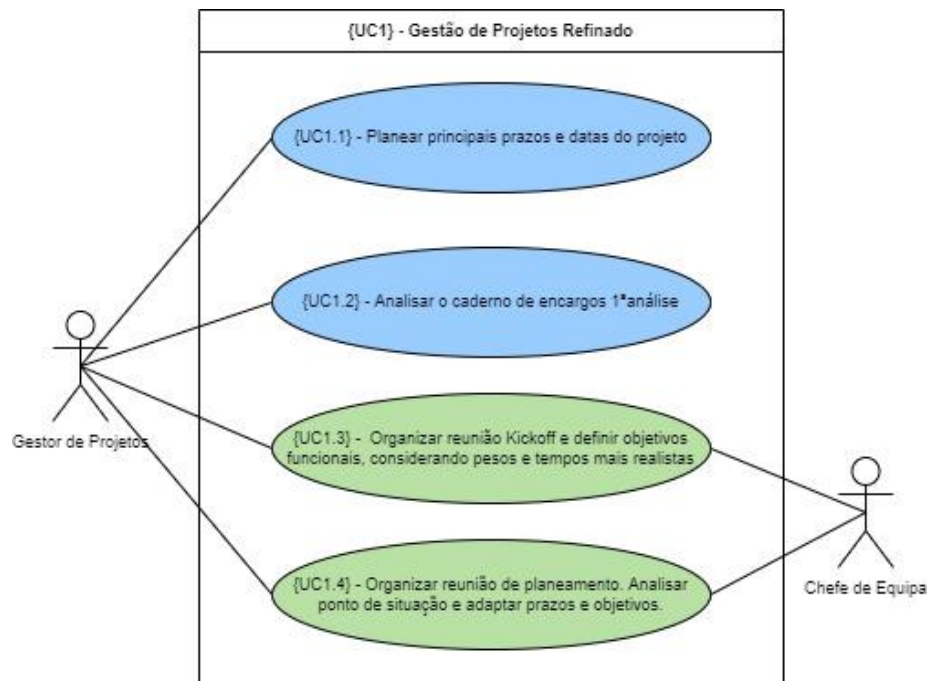 {UC1} - Gestão de Projetos Refinado
{UC1.1} - Planear principais prazos e datas do projeto
{UC1.2} - Analisar o caderno de encargos 1ªanálise
Gestor de Projetos
{UC1.3} - Organizar reunião Kickoff e definir objetivos
funcionais, considerando pesos e tempos mais realistas
{UC1.4} - Organizar reunião de planeamento. Analisar
ponto de situação e adaptar prazos e objetivos.
Chefe de Equipa